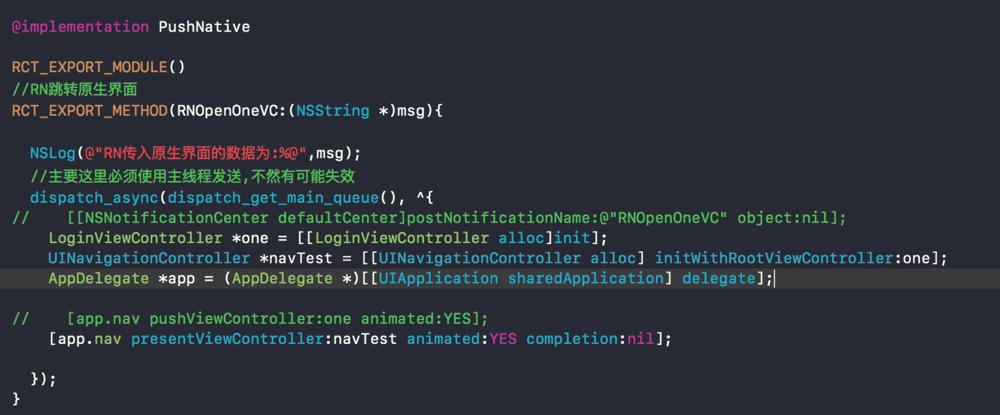 @implementation PushNative
RCT_EXPORT_MODULE()
//RN跳转原生界面
RCT_EXPORT_METHOD(RNOpenOneVC:(NSString *)msg){
NSLog(@"RN传入原生界面的数据为:%@",msg);
//主要这里必须使用主线程发送,不然有可能失效
dispatch_async(dispatch_get_main_queue(), ^{
//    [[NSNotificationCenter defaultCenter]postNotificationName:@"RNOpenOneVC" object:nil];
LoginViewController *one = [[LoginViewController alloc]init];
UINavigationController *navTest = [[UINavigationController alloc] initWithRootViewController:one];
AppDelegate *app = (AppDelegate *)[[UIApplication sharedApplication] delegate];
//    [app.nav pushViewController:one animated:YES];
[app.nav presentViewController:navTest animated:YES completion:nil];
});
}